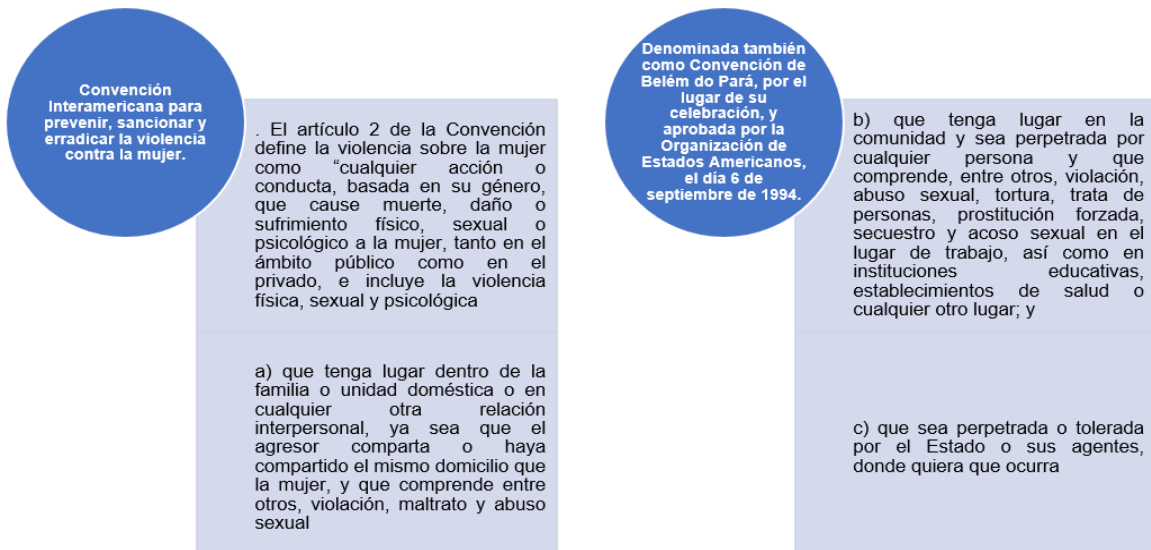 Convención
Interamericana para
prevenir, sancionar y
erradicar la violencia
contra la mujer.
. El artículo 2 de la Convención
define la violencia sobre la mujer
como “cualquier acción o
conducta, basada en su género,
que cause muerte, daño o
sufrimiento físico, sexual o
psicológico a la mujer, tanto en el
ámbito público como en el
privado, e incluye la violencia
física, sexual y psicológica
a) que tenga lugar dentro de la
familia o unidad doméstica o en
cualquier otra relación
interpersonal, ya sea que el
agresor comparta o haya
compartido el mismo domicilio que
la mujer, y que comprende entre
otros, violación, maltrato y abuso
sexual
Denominada también
como Convención de
Belém do Pará, por el
lugar de su
celebración, y
aprobada por la
Organización de
Estados Americanos,
el día 6 de
septiembre de 1994.
b) que tenga lugar en la
comunidad y sea perpetrada por
cualquier persona y que
comprende, entre otros, violación,
abuso sexual, tortura, trata de
personas, prostitución forzada,
secuestro y acoso sexual en el
lugar de trabajo, así como en
instituciones educativas,
establecimientos de salud o
cualquier otro lugar; y
c) que sea perpetrada o tolerada
por el Estado o sus agentes,
donde quiera que ocurra